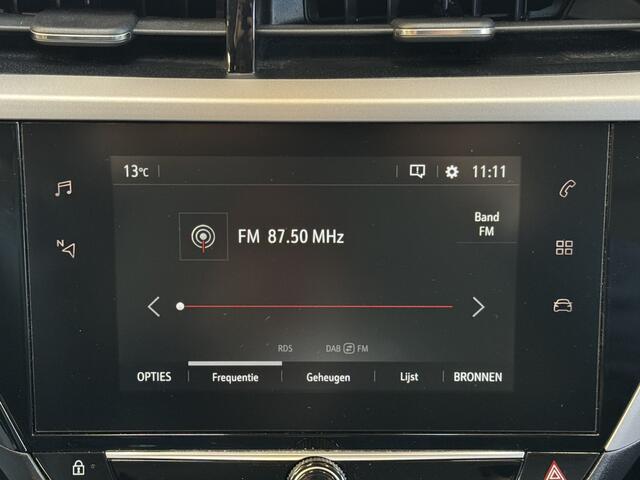 13°C 11:11
Band
FM 87.50 MHz FM
N
RDS DAB FM
OPTIES Frequentie Geheugen Lijst BRONNEN